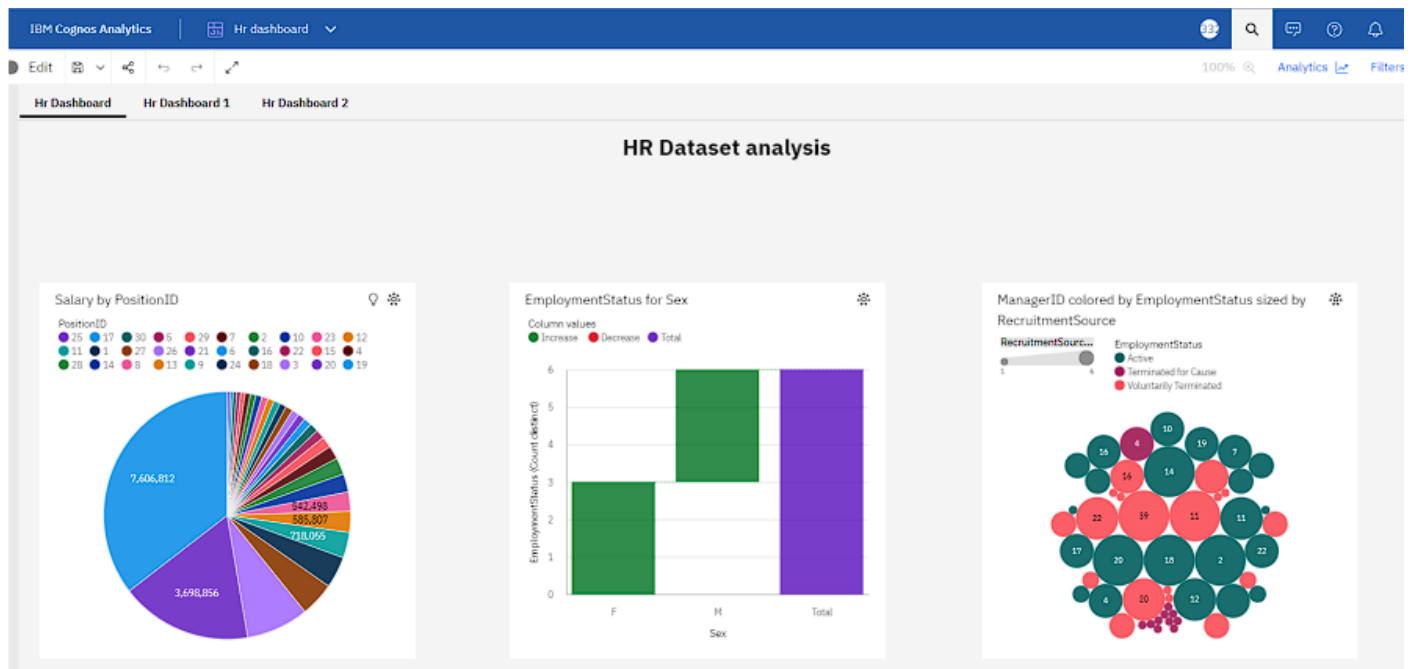 IBM Cognos Analytics
Hr dashboard
Edit
100%
Analytics
Filters
Hr Dashboard
Hr Dashboard 1
Hr Dashboard 2
HR Dataset analysis
Salary by PositionID
PositionID
25 17 30 5 29 7 2 10 23 12
11 1 27 26 21 6 16 22 15 4
28 14 8 13 9 24 18 3 20 19
7,606,812
542,498
585,807
718,055
3,698,856
EmploymentStatus for Sex
Column values
Increase Decrease Total
EmploymentStatus (Count distinct)
6
5
4
3
2
1
0
F M Total
Sex
ManagerID colored by EmploymentStatus sized by
RecruitmentSource
RecruitmentSourc...
1 6
EmploymentStatus
Active
Terminated for Cause
Voluntarily Terminated
10
4 19
16 7
14
16
22 39 11 11
17 20 18 2 22
4 20 12